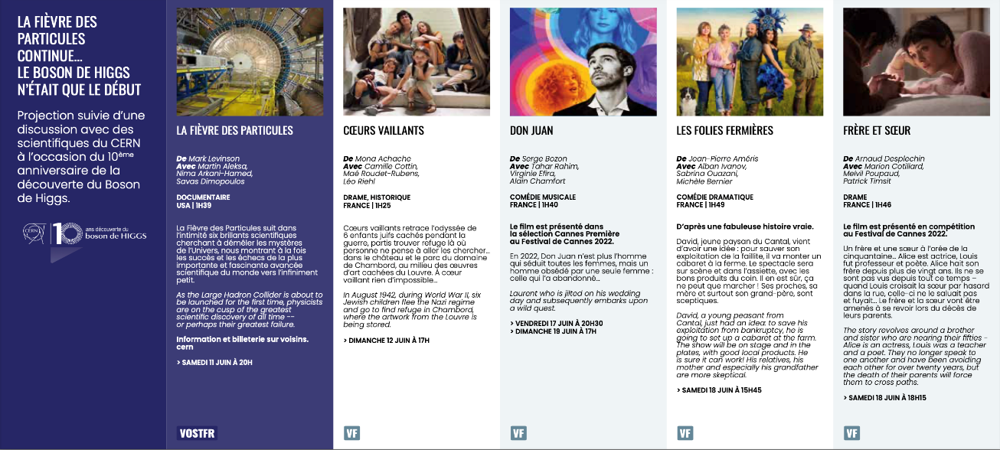 LA FIÈVRE DES
PARTICULES
CONTINUE...
LE BOSON DE HIGGS
N'ÉTAIT QUE LE DÉBUT
Projection suivie d'une
discussion avec des
scientifiques du CERN
à l'occasion du 10ème
anniversaire de la
découverte du Boson
de Higgs.
CERN
10
ans découverte du
boson de HIGGS
LA FIÈVRE DES PARTICULES
De Mark Levinson
Avec Martin Aleksa,
Nima Arkani-Hamed,
Savas Dimopoulos
DOCUMENTAIRE
USA | 1H39
La Fièvre des Particules suit dans
l'intimité six brillants scientifiques
cherchant à démêler les mystères
de l'Univers, nous montrant à la fois
les succès et les échecs de la plus
importante et fascinante avancée
scientifique du monde vers l'infiniment
petit.
As the Large Hadron Collider is about to
be launched for the first time, physicists
are on the cusp of the greatest
scientific discovery of all time --
or perhaps their greatest failure.
Information et billeterie sur voisins.
cern
> SAMEDI 11 JUIN À 20H
VOSTFR
CŒURS VAILLANTS
De Mona Achache
Avec Camille Cottin,
Maé Roudet-Rubens,
Léo Riehl
DRAME, HISTORIQUE
FRANCE | 1H25
Cœurs vaillants retrace l'odyssée de
6 enfants juifs cachés pendant la
guerre, partis trouver refuge là où
personne ne pense à aller les chercher...
dans le château et le parc du domaine
de Chambord, au milieu des œuvres
d'art cachées du Louvre. À cœur
vaillant rien d'impossible...
In August 1942, during World War II, six
Jewish children flee the Nazi regime
and go to find refuge in Chambord,
where the artwork from the Louvre is
being stored.
> DIMANCHE 12 JUIN À 17H
VF
DON JUAN
De Serge Bozon
Avec Tahar Rahim,
Virginie Efira,
Alain Chamfort
COMÉDIE MUSICALE
FRANCE | 1H40
Le film est présenté dans
la sélection Cannes Première
au Festival de Cannes 2022.
En 2022, Don Juan n'est plus l'homme
qui séduit toutes les femmes, mais un
homme obsédé par une seule femme :
celle qui l'a abandonné...
Laurent who is jilted on his wedding
day and subsequently embarks upon
a wild quest.
> VENDREDI 17 JUIN À 20H30
> DIMANCHE 19 JUIN À 17H
VF
LES FOLIES FERMIÈRES
De Jean-Pierre Améris
Avec Alban Ivanov,
Sabrina Ouazani,
Michèle Bernier
COMÉDIE DRAMATIQUE
FRANCE | 1H49
D'après une fabuleuse histoire vraie.
David, jeune paysan du Cantal, vient
d'avoir une idée : pour sauver son
exploitation de la faillite, il va monter un
cabaret à la ferme. Le spectacle sera
sur scène et dans l'assiette, avec les
bons produits du coin. Il en est sûr, ça
ne peut que marcher ! Ses proches, sa
mère et surtout son grand-père, sont
sceptiques.
David, a young peasant from
Cantal, just had an idea: to save his
exploitation from bankruptcy, he is
going to set up a cabaret at the farm.
The show will be on stage and in the
plates, with good local products. He
is sure it can work! His relatives, his
mother and especially his grandfather
are more skeptical.
> SAMEDI 18 JUIN À 15H45
VF
FRÈRE ET SŒUR
De Arnaud Desplechin
Avec Marion Cotillard,
Melvil Poupaud,
Patrick Timsit
DRAME
FRANCE | 1H46
Le film est présenté en compétition
au Festival de Cannes 2022.
Un frère et une sœur à l'orée de la
cinquantaine... Alice est actrice, Louis
fut professeur et poète. Alice hait son
frère depuis plus de vingt ans. Ils ne se
sont pas vus depuis tout ce temps –
quand Louis croisait la sœur par hasard
dans la rue, celle-ci ne le saluait pas
et fuyait... Le frère et la sœur vont être
amenés à se revoir lors du décès de
leurs parents.
The story revolves around a brother
and sister who are nearing their fifties -
Alice is an actress, Louis was a teacher
and a poet. They no longer speak to
one another and have been avoiding
each other for over twenty years, but
the death of their parents will force
them to cross paths.
> SAMEDI 18 JUIN À 18H15
VF